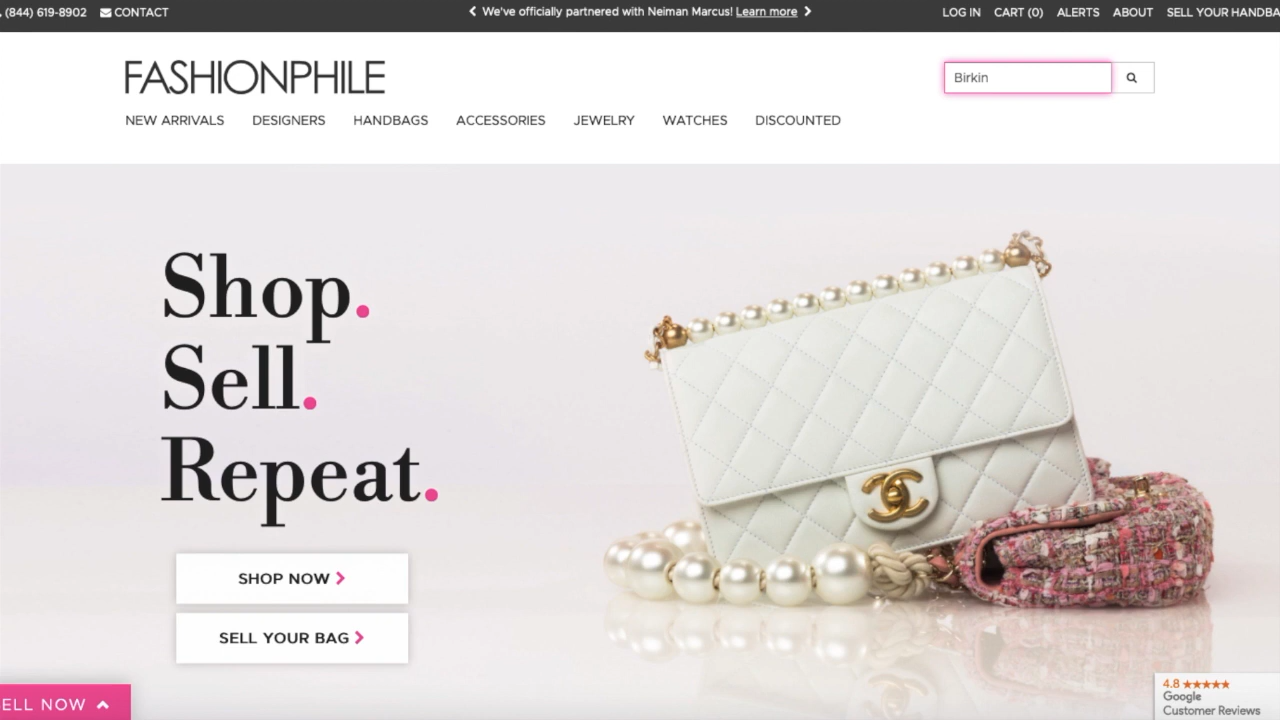 (844) 619-8902 CONTACT We've officially partnered with Neiman Marcus! Learn more LOG IN CART (0) ALERTS ABOUT SELL YOUR HANDBA
FASHIONPHILE
Birkin
NEW ARRIVALS DESIGNERS HANDBAGS ACCESSORIES JEWELRY WATCHES DISCOUNTED
Shop.
Sell.
Repeat.
SHOP NOW
SELL YOUR BAG
ELL NOW
4.8 ★★★★★
Google
Customer Reviews